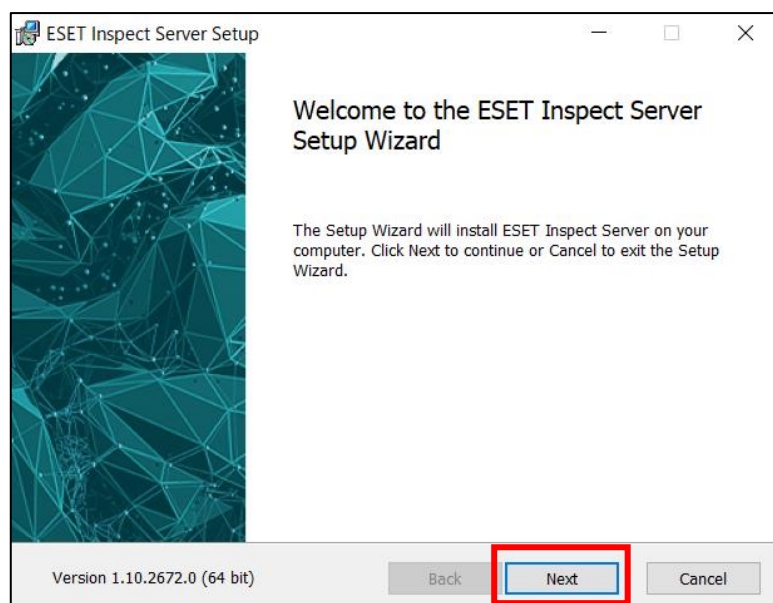 ESET Inspect Server Setup
Welcome to the ESET Inspect Server
Setup Wizard
The Setup Wizard will install ESET Inspect Server on your
computer. Click Next to continue or Cancel to exit the Setup
Wizard.
Version 1.10.2672.0 (64 bit)
Back
Next
Cancel